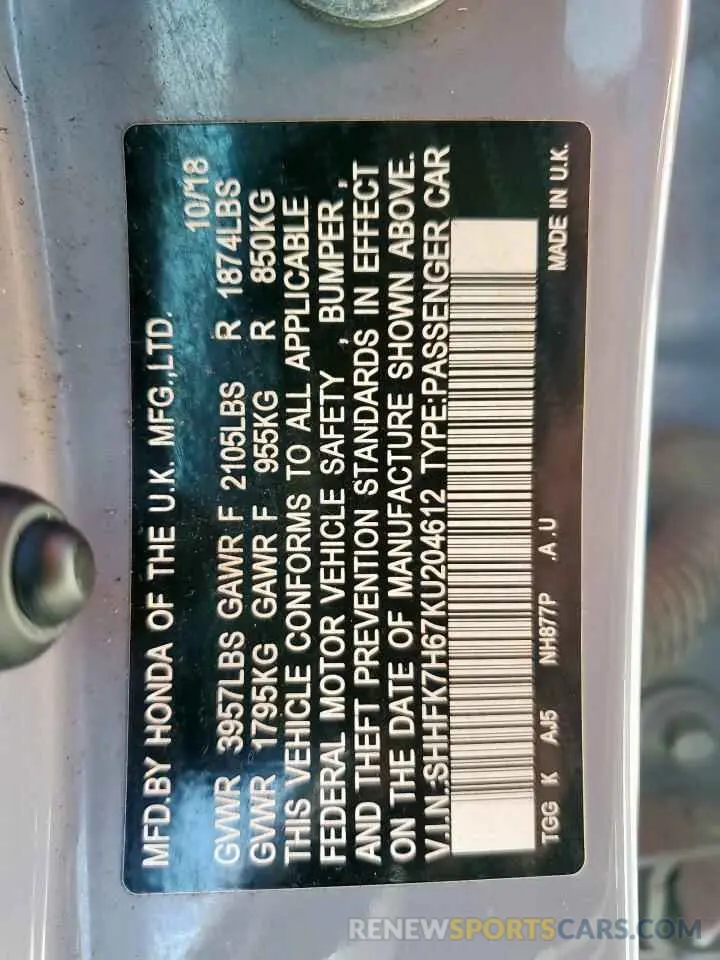 MFD.BY HONDA OF THE U.K. MFG.,LTD. 10/18
GVWR 3957LBS GAWR F 2105LBS R 1874LBS
GVWR 1795KG GAWR F 955KG R 850KG
THIS VEHICLE CONFORMS TO ALL APPLICABLE
FEDERAL MOTOR VEHICLE SAFETY , BUMPER ,
AND THEFT PREVENTION STANDARDS IN EFFECT
ON THE DATE OF MANUFACTURE SHOWN ABOVE.
V.I.N.:SHHFK7H67KU204612 TYPE:PASSENGER CAR
TGG K AJ5 NH877P .A .U MADE IN U.K.
RENEWSPORTSCARS.COM